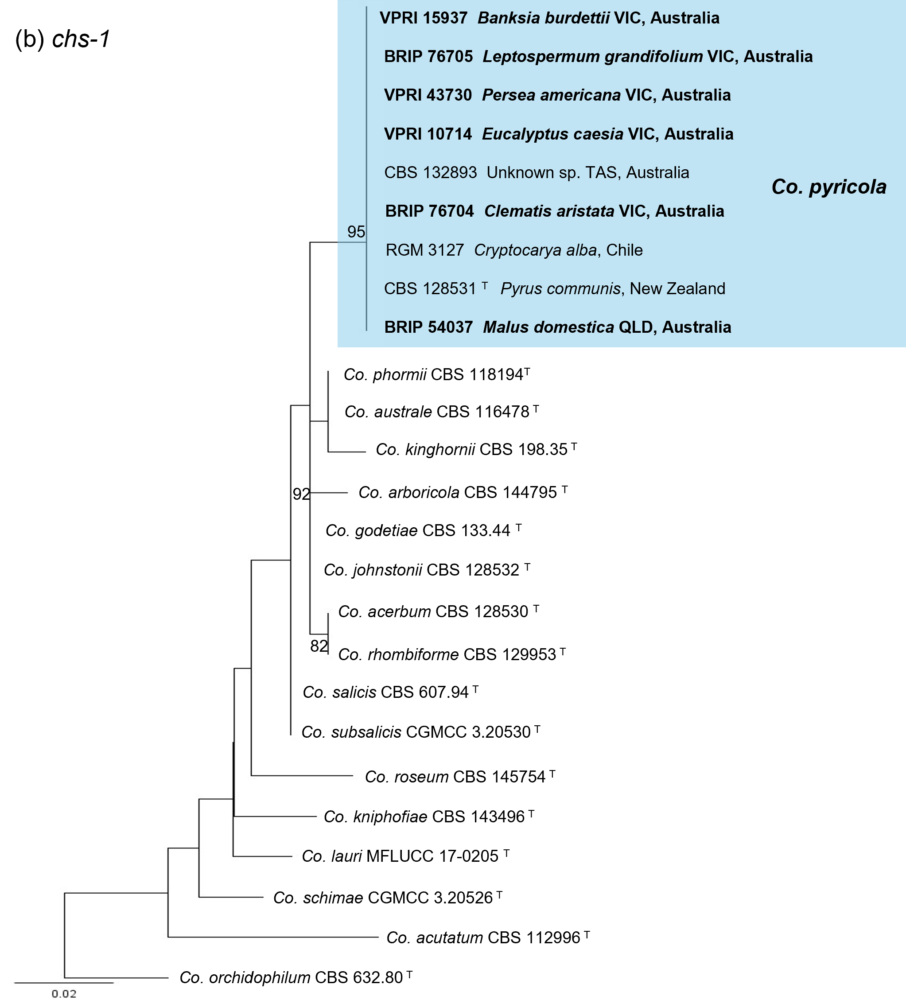 (b) chs-1
VPRI 15937 Banksia burdettii VIC, Australia
BRIP 76705 Leptospermum grandifolium VIC, Australia
VPRI 43730 Persea americana VIC, Australia
VPRI 10714 Eucalyptus caesia VIC, Australia
CBS 132893 Unknown sp. TAS, Australia
Co. pyricola
BRIP 76704 Clematis aristata VIC, Australia
95
RGM 3127 Cryptocarya alba, Chile
CBS 128531 T Pyrus communis, New Zealand
BRIP 54037 Malus domestica QLD, Australia
Co. phormii CBS 118194T
Co. australe CBS 116478 T
Co. kinghornii CBS 198.35 T
92
Co. arboricola CBS 144795 T
Co. godetiae CBS 133.44 T
Co. johnstonii CBS 128532 T
Co. acerbum CBS 128530 T
82
Co. rhombiforme CBS 129953 T
Co. salicis CBS 607.94 T
Co. subsalicis CGMCC 3.20530 T
Co. roseum CBS 145754 T
Co. kniphofiae CBS 143496 T
Co. lauri MFLUCC 17-0205 T
Co. schimae CGMCC 3.20526 T
Co. acutatum CBS 112996 T
Co. orchidophilum CBS 632.80 T
0.02